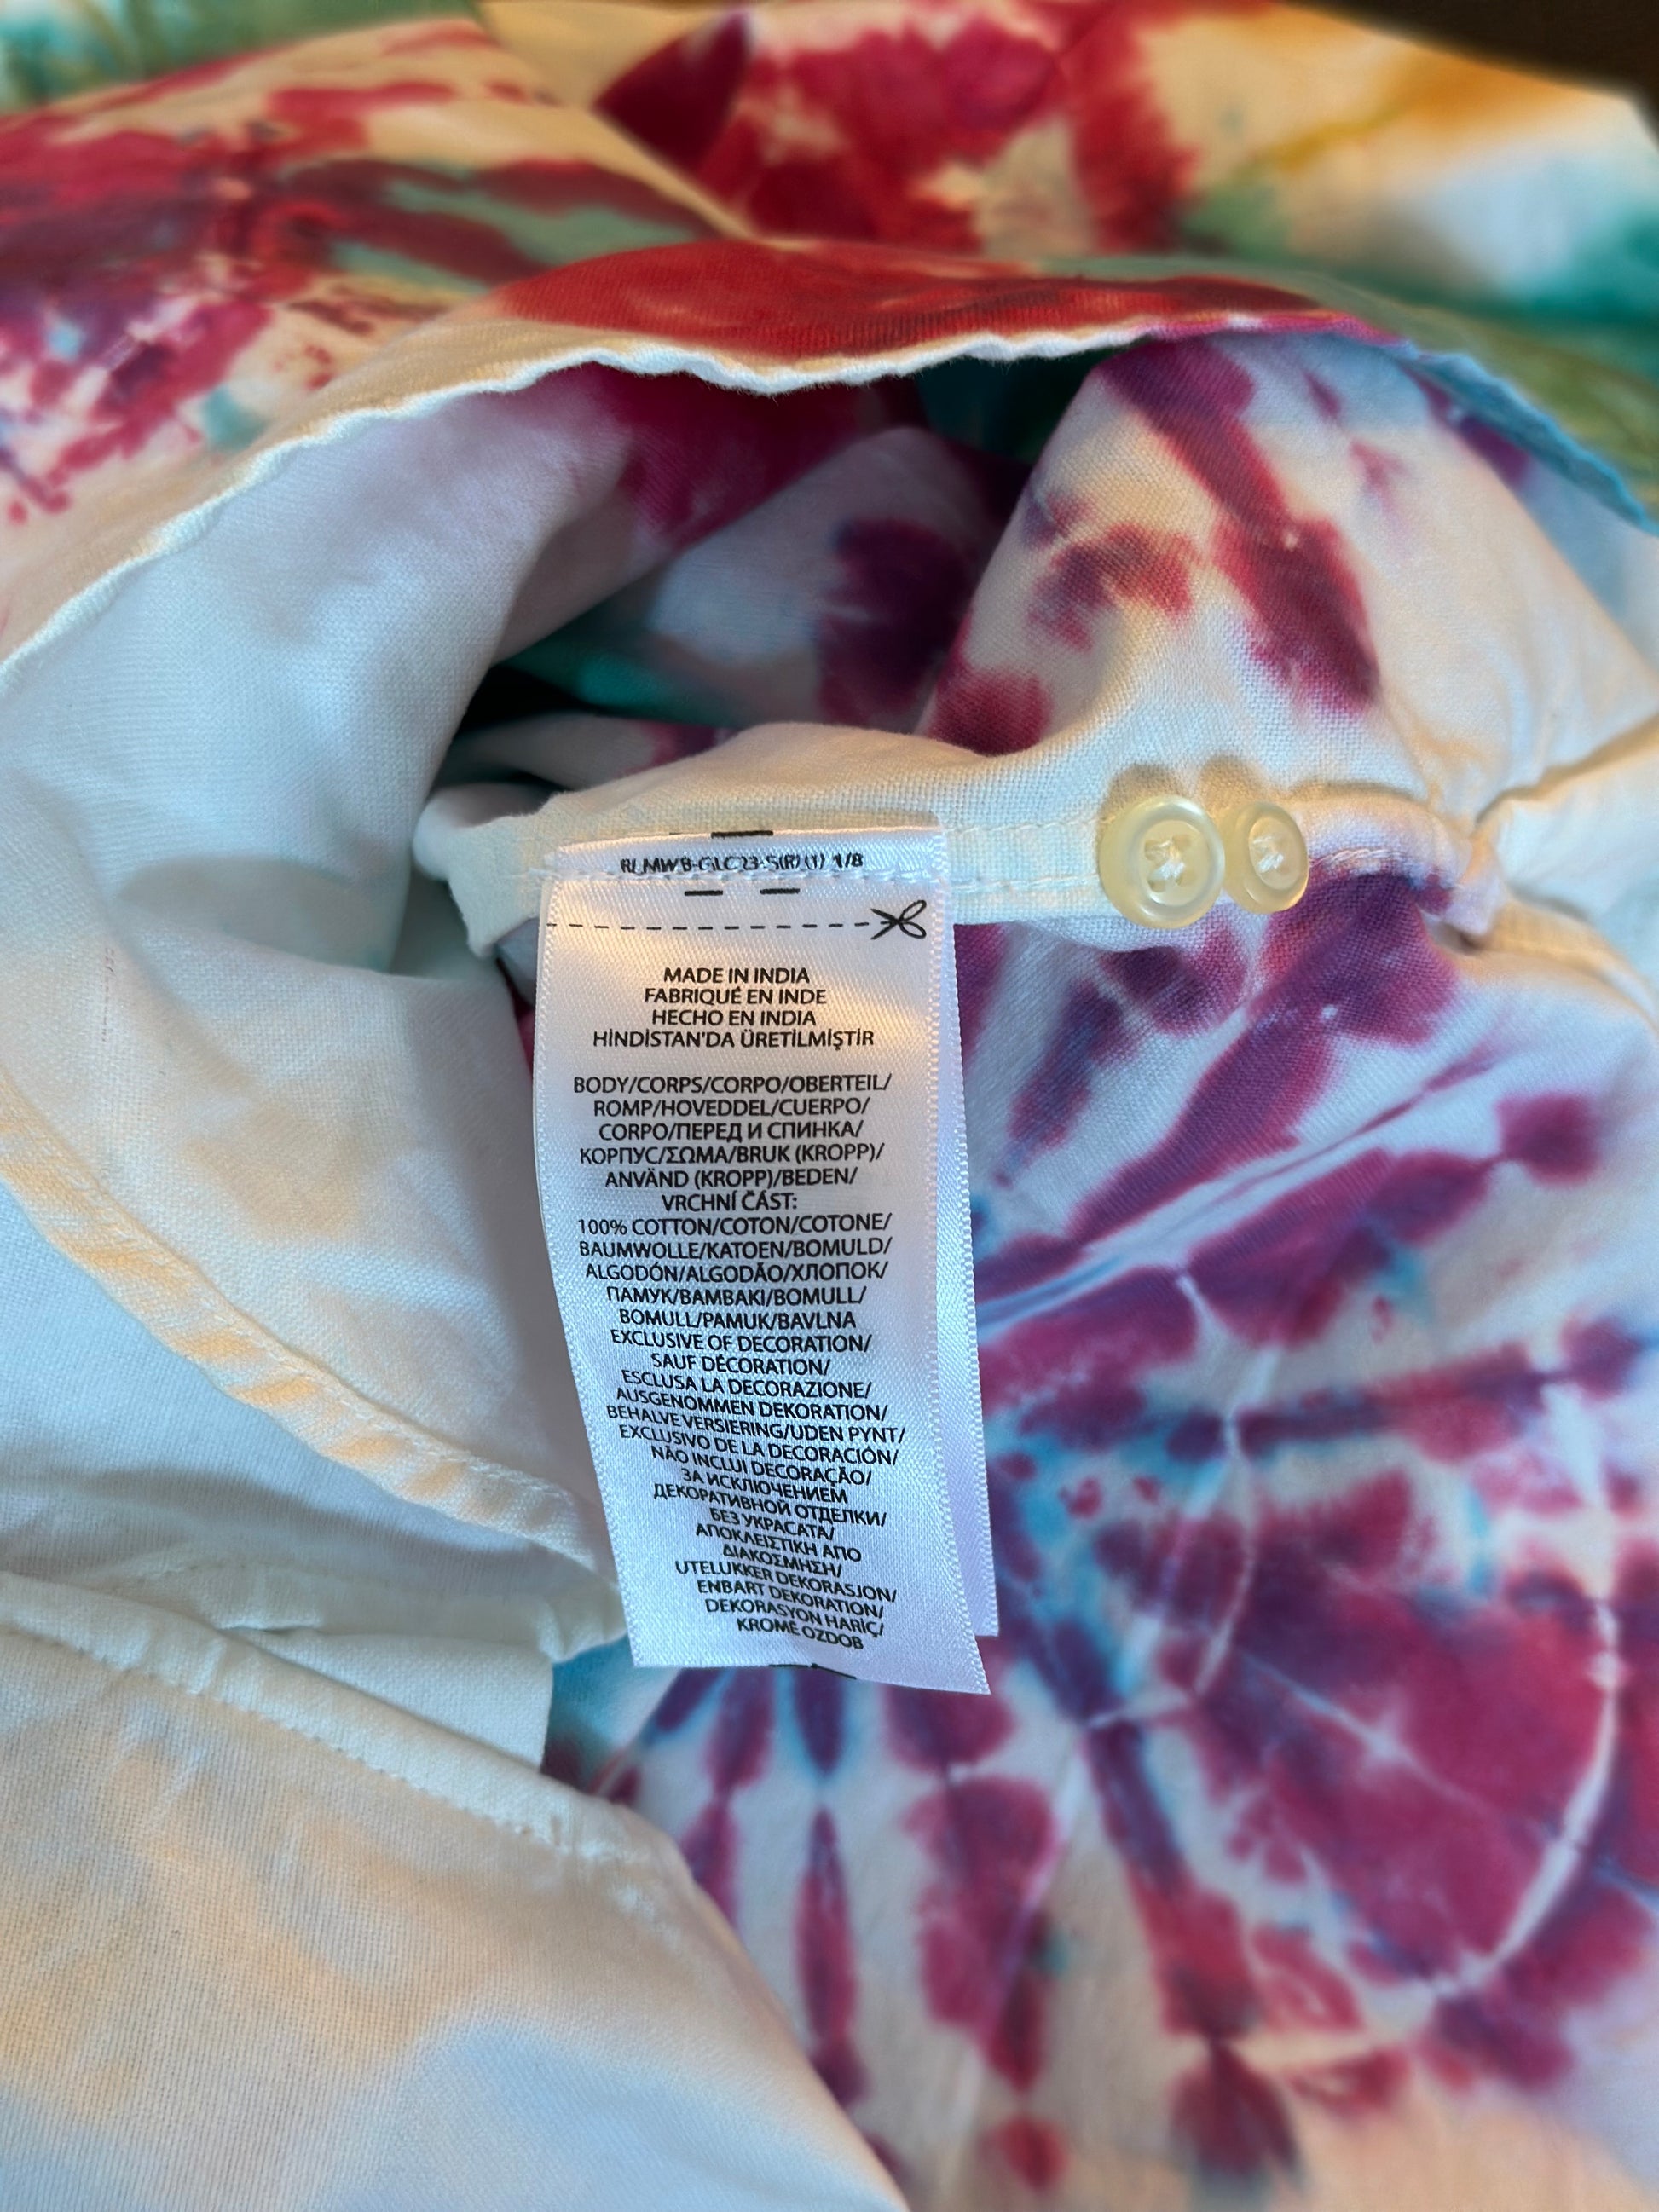 RLMWB-GLC23-S(R) (1) 1/8
MADE IN INDIA
FABRIQUÉ EN INDE
HECHO EN INDIA
HİNDİSTAN'DA ÜRETİLMİŞTİR
BODY/CORPS/CORPO/OBERTEIL/
ROMP/HOVEDDEL/CUERPO/
CORPO/ПЕРЕД И СПИНКА/
КОРПУС/ΣΩΜΑ/BRUK (KROPP)/
ANVÄND (KROPP)/BEDEN/
VRCHNÍ ČÁST:
100% COTTON/COTON/COTONE/
BAUMWOLLE/KATOEN/BOMULD/
ALGODÓN/ALGODÃO/ХЛОПОК/
ПАМУК/ΒΑΜΒΑΚΙ/BOMULL/
BOMULL/PAMUK/BAVLNA
EXCLUSIVE OF DECORATION/
SAUF DÉCORATION/
ESCLUSA LA DECORAZIONE/
AUSGENOMMEN DEKORATION/
BEHALVE VERSIERING/UDEN PYNT/
EXCLUSIVO DE LA DECORACIÓN/
NÃO INCLUI DECORAÇÃO/
ЗА ИСКЛЮЧЕНИЕМ
ДЕКОРАТИВНОЙ ОТДЕЛКИ/
БЕЗ УКРАСАТА/
ΑΠΟΚΛΕΙΣΤΙΚΗ ΑΠΟ
ΔΙΑΚΟΣΜΗΣΗ/
UTELUKKER DEKORASJON/
ENBART DEKORATION/
DEKORASYON HARİÇ/
KROMĚ OZDOB